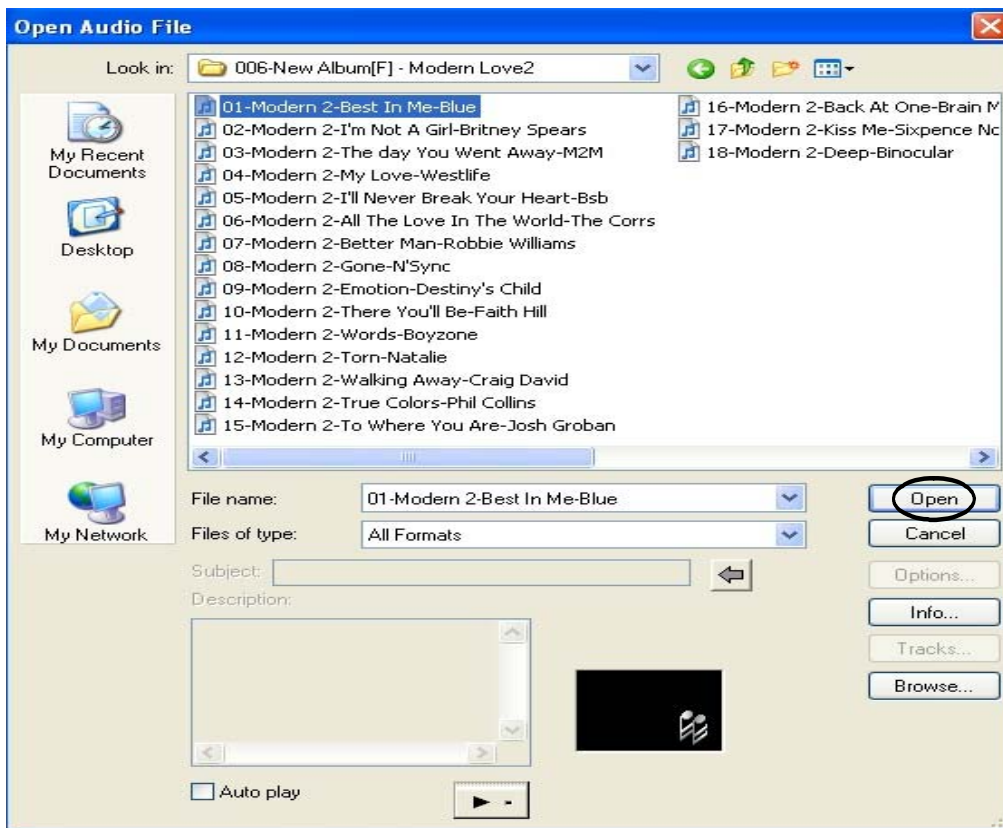 Open Audio File
Look in: 006-New Album[F] - Modern Love2
My Recent
Documents
Desktop
My Documents
My Computer
My Network
01-Modern 2-Best In Me-Blue
02-Modern 2-I'm Not A Girl-Britney Spears
03-Modern 2-The day You Went Away-M2M
04-Modern 2-My Love-Westlife
05-Modern 2-I'll Never Break Your Heart-Bsb
06-Modern 2-All The Love In The World-The Corrs
07-Modern 2-Better Man-Robbie Williams
08-Modern 2-Gone-N'Sync
09-Modern 2-Emotion-Destiny's Child
10-Modern 2-There You'll Be-Faith Hill
11-Modern 2-Words-Boyzone
12-Modern 2-Torn-Natalie
13-Modern 2-Walking Away-Craig David
14-Modern 2-True Colors-Phil Collins
15-Modern 2-To Where You Are-Josh Groban
16-Modern 2-Back At One-Brain M
17-Modern 2-Kiss Me-Sixpence Nc
18-Modern 2-Deep-Binocular
File name: 01-Modern 2-Best In Me-Blue
Files of type: All Formats
Open
Cancel
Subject:
Description:
Options...
Info...
Tracks...
Browse...
Auto play